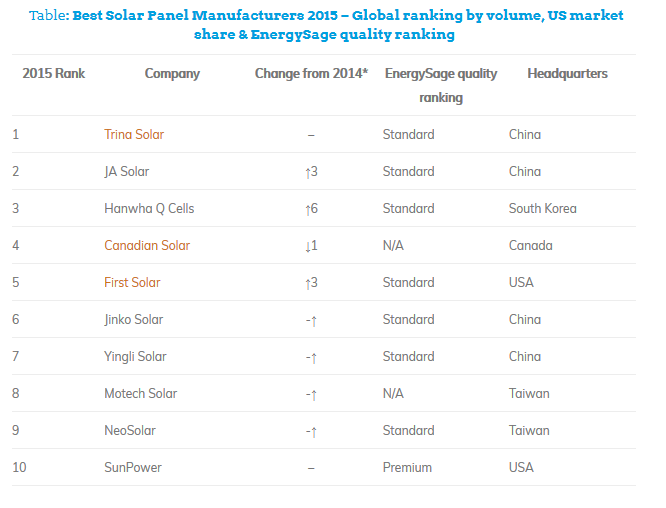 Table: Best Solar Panel Manufacturers 2015 – Global ranking by volume, US market
share & EnergySage quality ranking
2015 Rank Company Change from 2014* EnergySage quality ranking Headquarters
1 Trina Solar – Standard China
2 JA Solar ↑3 Standard China
3 Hanwha Q Cells ↑6 Standard South Korea
4 Canadian Solar ↓1 N/A Canada
5 First Solar ↑3 Standard USA
6 Jinko Solar -↑ Standard China
7 Yingli Solar -↑ Standard China
8 Motech Solar -↑ N/A Taiwan
9 NeoSolar -↑ Standard Taiwan
10 SunPower – Premium USA